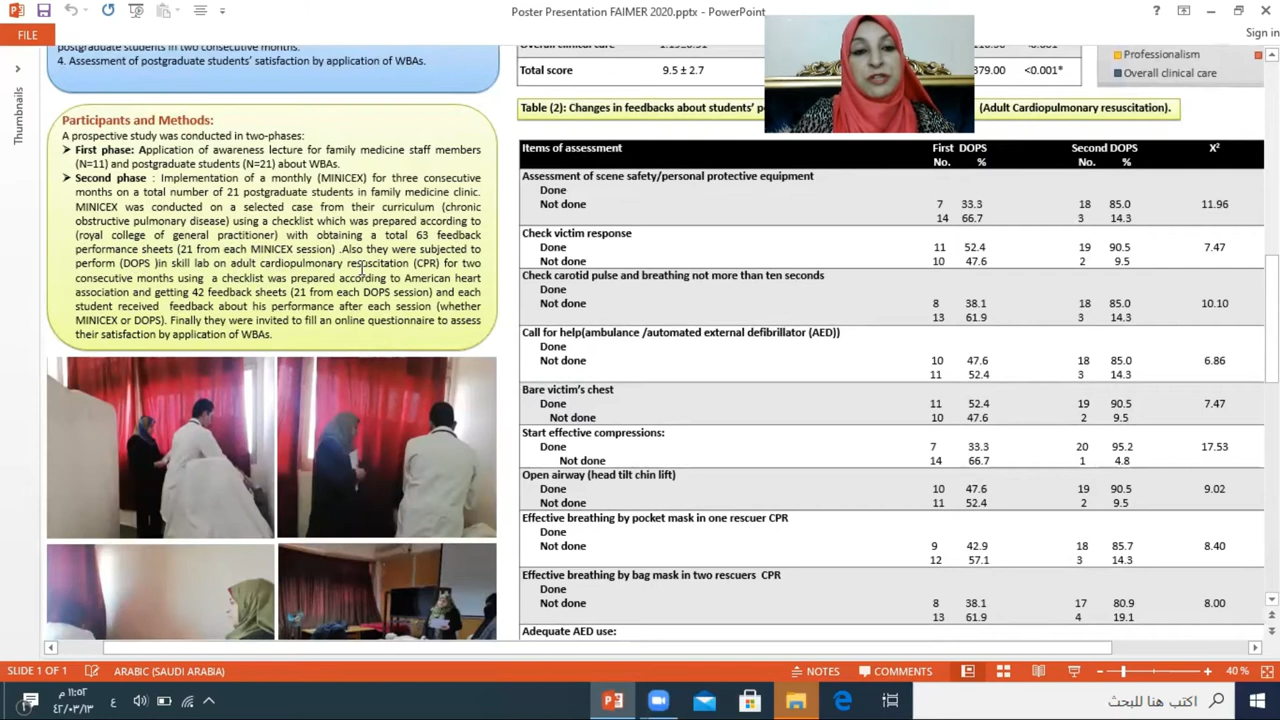 Poster Presentation FAIMER 2020.pptx - PowerPoint
FILE
Sign in
Thumbnails
postgraduate students in two consecutive months.
4. Assessment of postgraduate students' satisfaction by application of WBAs.
Participants and Methods:
A prospective study was conducted in two-phases:
First phase: Application of awareness lecture for family medicine staff members
(N=11) and postgraduate students (N=21) about WBAs.
Second phase : Implementation of a monthly (MINICEX) for three consecutive
months on a total number of 21 postgraduate students in family medicine clinic.
MINICEX was conducted on a selected case from their curriculum (chronic
obstructive pulmonary disease) using a checklist which was prepared according to
(royal college of general practitioner) with obtaining a total 63 feedback
performance sheets (21 from each MINICEX session) .Also they were subjected to
perform (DOPS )in skill lab on adult cardiopulmonary resuscitation (CPR) for two
consecutive months using a checklist was prepared according to American heart
association and getting 42 feedback sheets (21 from each DOPS session) and each
student received feedback about his performance after each session (whether
MINICEX or DOPS). Finally they were invited to fill an online questionnaire to assess
their satisfaction by application of WBAs.
Overall clinical care
Total score 9.5 ± 2.7 379.00 <0.001*
Professionalism
Overall clinical care
Table (2): Changes in feedbacks about students' (Adult Cardiopulmonary resuscitation).
Items of assessment First DOPS Second DOPS X²
No. % No. %
Assessment of scene safety/personal protective equipment
Done
Not done 7 33.3 18 85.0 11.96
14 66.7 3 14.3
Check victim response
Done 11 52.4 19 90.5 7.47
Not done 10 47.6 2 9.5
Check carotid pulse and breathing not more than ten seconds
Done
Not done 8 38.1 18 85.0 10.10
13 61.9 3 14.3
Call for help(ambulance /automated external defibrillator (AED))
Done
Not done 10 47.6 18 85.0 6.86
11 52.4 3 14.3
Bare victim's chest
Done 11 52.4 19 90.5 7.47
Not done 10 47.6 2 9.5
Start effective compressions:
Done 7 33.3 20 95.2 17.53
Not done 14 66.7 1 4.8
Open airway (head tilt chin lift)
Done 10 47.6 19 90.5 9.02
Not done 11 52.4 2 9.5
Effective breathing by pocket mask in one rescuer CPR
Done
Not done 9 42.9 18 85.7 8.40
12 57.1 3 14.3
Effective breathing by bag mask in two rescuers CPR
Done
Not done 8 38.1 17 80.9 8.00
13 61.9 4 19.1
Adequate AED use:
SLIDE 1 OF 1 ARABIC (SAUDI ARABIA) NOTES COMMENTS 40 %
١١:٥٢ م
٤٢/٠٣/١٣
ع
اكتب هنا للبحث